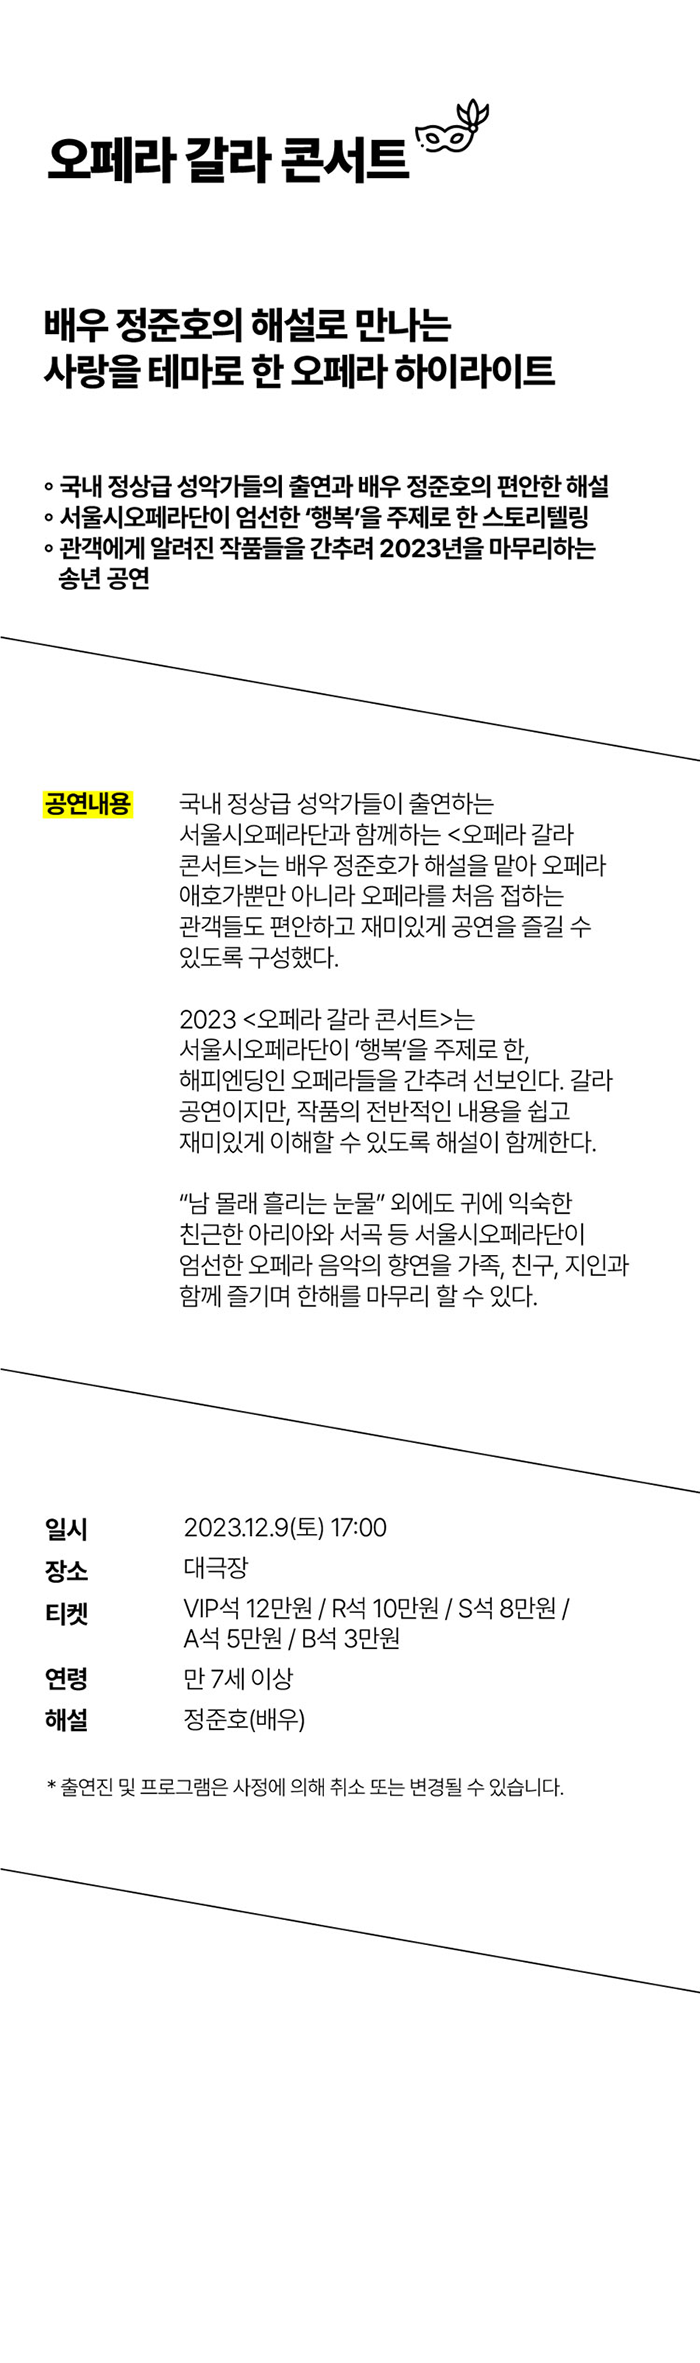 오페라 갈라 콘서트
배우 정준호의 해설로 만나는
사랑을 테마로 한 오페라 하이라이트
∘ 국내 정상급 성악가들의 출연과 배우 정준호의 편안한 해설
∘ 서울시오페라단이 엄선한 ‘행복’을 주제로 한 스토리텔링
∘ 관객에게 알려진 작품들을 간추려 2023년을 마무리하는
송년 공연
공연내용
국내 정상급 성악가들이 출연하는
서울시오페라단과 함께하는 <오페라 갈라
콘서트>는 배우 정준호가 해설을 맡아 오페라
애호가뿐만 아니라 오페라를 처음 접하는
관객들도 편안하고 재미있게 공연을 즐길 수
있도록 구성했다.
2023 <오페라 갈라 콘서트>는
서울시오페라단이 ‘행복’을 주제로 한,
해피엔딩인 오페라들을 간추려 선보인다. 갈라
공연이지만, 작품의 전반적인 내용을 쉽고
재미있게 이해할 수 있도록 해설이 함께한다.
“남 몰래 흘리는 눈물” 외에도 귀에 익숙한
친근한 아리아와 서곡 등 서울시오페라단이
엄선한 오페라 음악의 향연을 가족, 친구, 지인과
함께 즐기며 한해를 마무리 할 수 있다.
일시 2023.12.9(토) 17:00
장소 대극장
티켓 VIP석 12만원 / R석 10만원 / S석 8만원 /
A석 5만원 / B석 3만원
연령 만 7세 이상
해설 정준호(배우)
* 출연진 및 프로그램은 사정에 의해 취소 또는 변경될 수 있습니다.